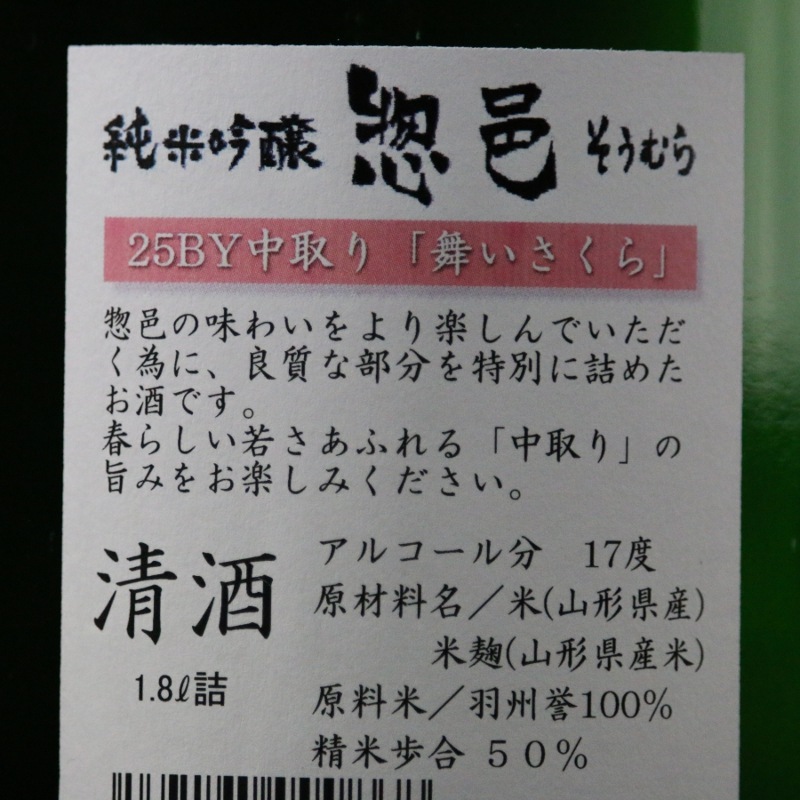 純米吟醸 惣邑 そうむら
25BY中取り「舞いさくら」
惣邑の味わいをより楽しんでいただ
く為に、良質な部分を特別に詰めた
お酒です。
春らしい若さあふれる「中取り」の
旨みをお楽しみください。
清酒
1.8ℓ詰
アルコール分 17度
原材料名／米(山形県産)
米麹(山形県産米)
原料米／羽州誉100%
精米歩合 50%